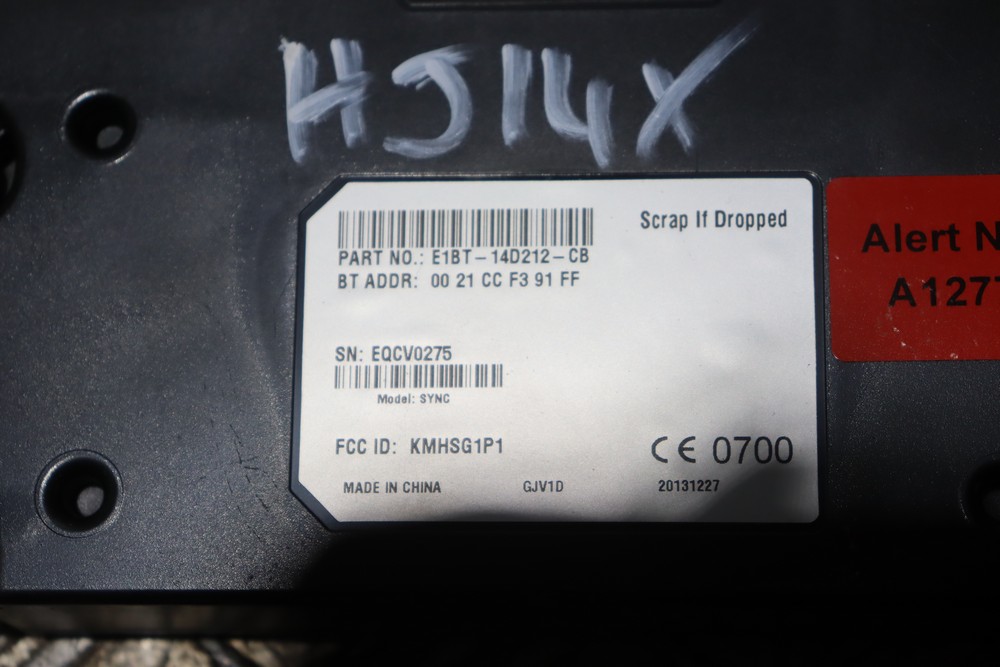 HJ14X
Scrap If Dropped
PART NO.: E1BT-14D212-CB
BT ADDR: 00 21 CC F3 91 FF
Alert N
A127
SN: EQCV0275
Model: SYNC
FCC ID: KMHSG1P1
CE 0700
MADE IN CHINA GJV1D 20131227